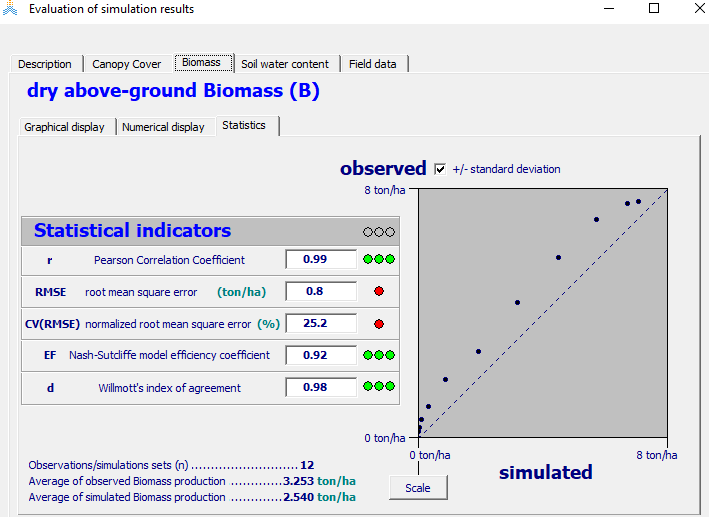 Evaluation of simulation results
Description Canopy Cover Biomass Soil water content Field data
dry above-ground Biomass (B)
Graphical display Numerical display Statistics
observed +/- standard deviation
8 ton/ha
Statistical indicators
r Pearson Correlation Coefficient 0.99
RMSE root mean square error (ton/ha) 0.8
CV(RMSE) normalized root mean square error (%) 25.2
EF Nash-Sutcliffe model efficiency coefficient 0.92
d Willmott's index of agreement 0.98
0 ton/ha
0 ton/ha 8 ton/ha
simulated
Observations/simulations sets (n) ........................... 12
Average of observed Biomass production ............. 3.253 ton/ha
Average of simulated Biomass production ............. 2.540 ton/ha
Scale